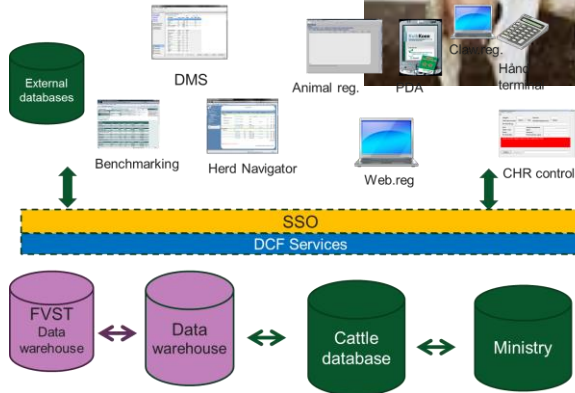 External
databases
DMS
Animal reg.
PDA
Claw.reg.
Hånd
terminal
Benchmarking
Herd Navigator
Web.reg
CHR control
SSO
DCF Services
FVST
Data
warehouse
Data
warehouse
Cattle
database
Ministry